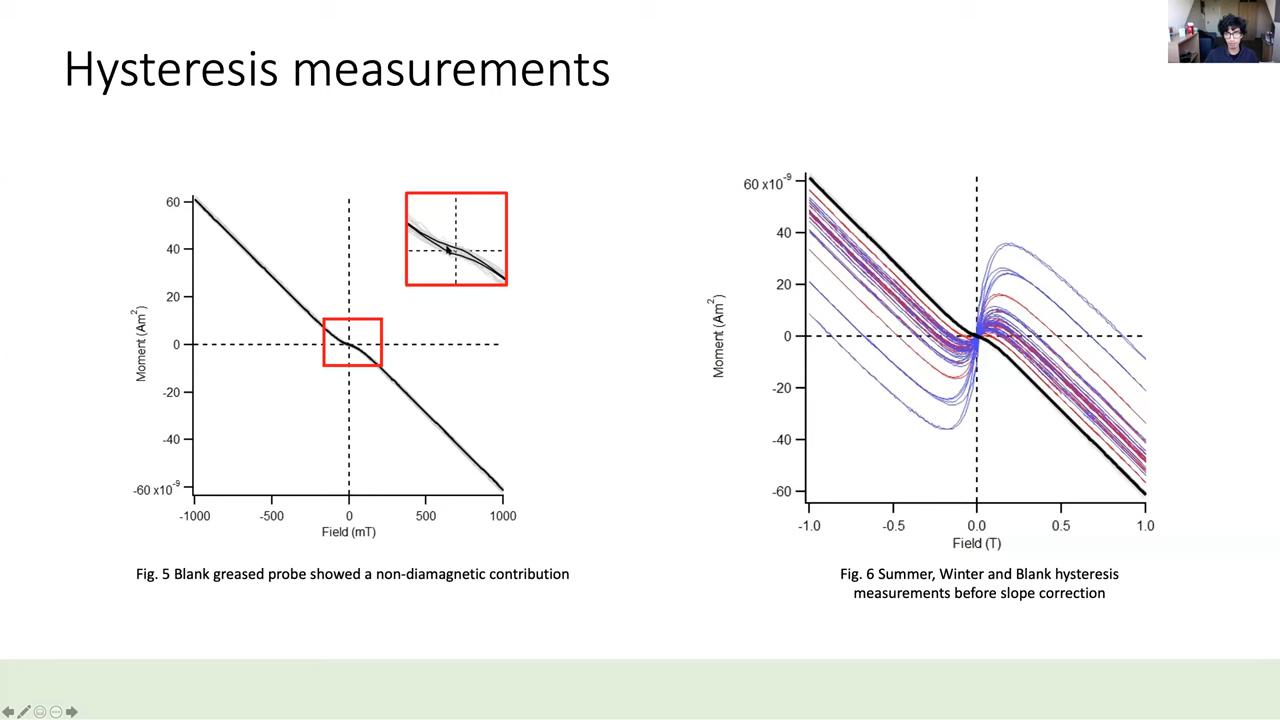 Hysteresis measurements
60
40
20
0
-20
-40
-60 x10⁻⁹
Moment (Am²)
-1000
-500
0
500
1000
Field (mT)
Fig. 5 Blank greased probe showed a non-diamagnetic contribution
60 x10⁻⁹
40
20
0
-20
-40
-60
Moment (Am²)
-1.0
-0.5
0.0
0.5
1.0
Field (T)
Fig. 6 Summer, Winter and Blank hysteresis
measurements before slope correction